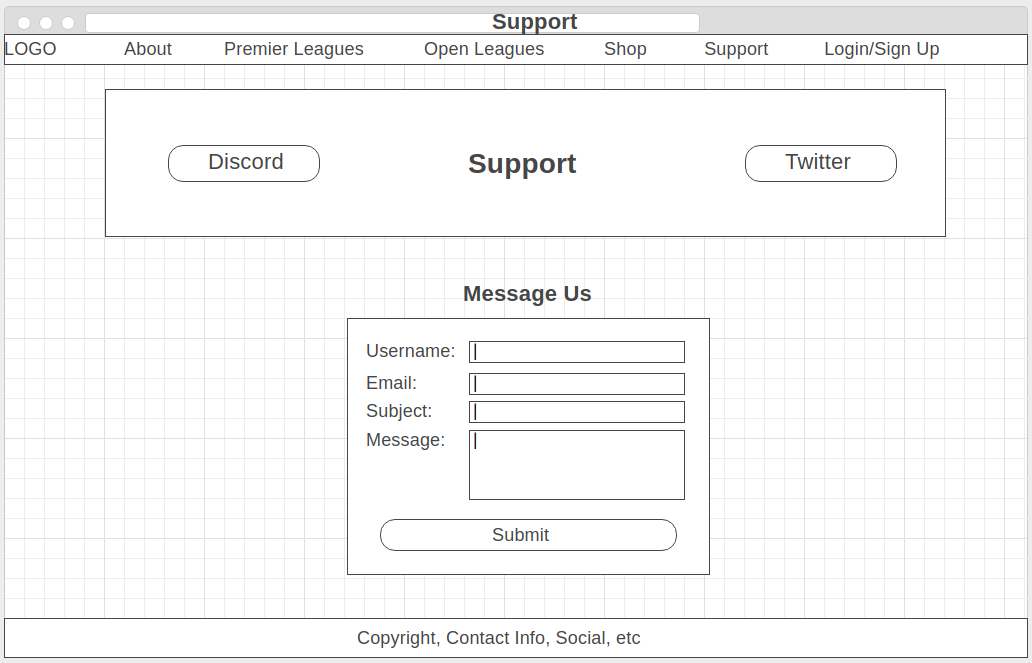 Support
LOGO About Premier Leagues Open Leagues Shop Support Login/Sign Up
Discord Support Twitter
Message Us
Username:
Email:
Subject:
Message:
Submit
Copyright, Contact Info, Social, etc